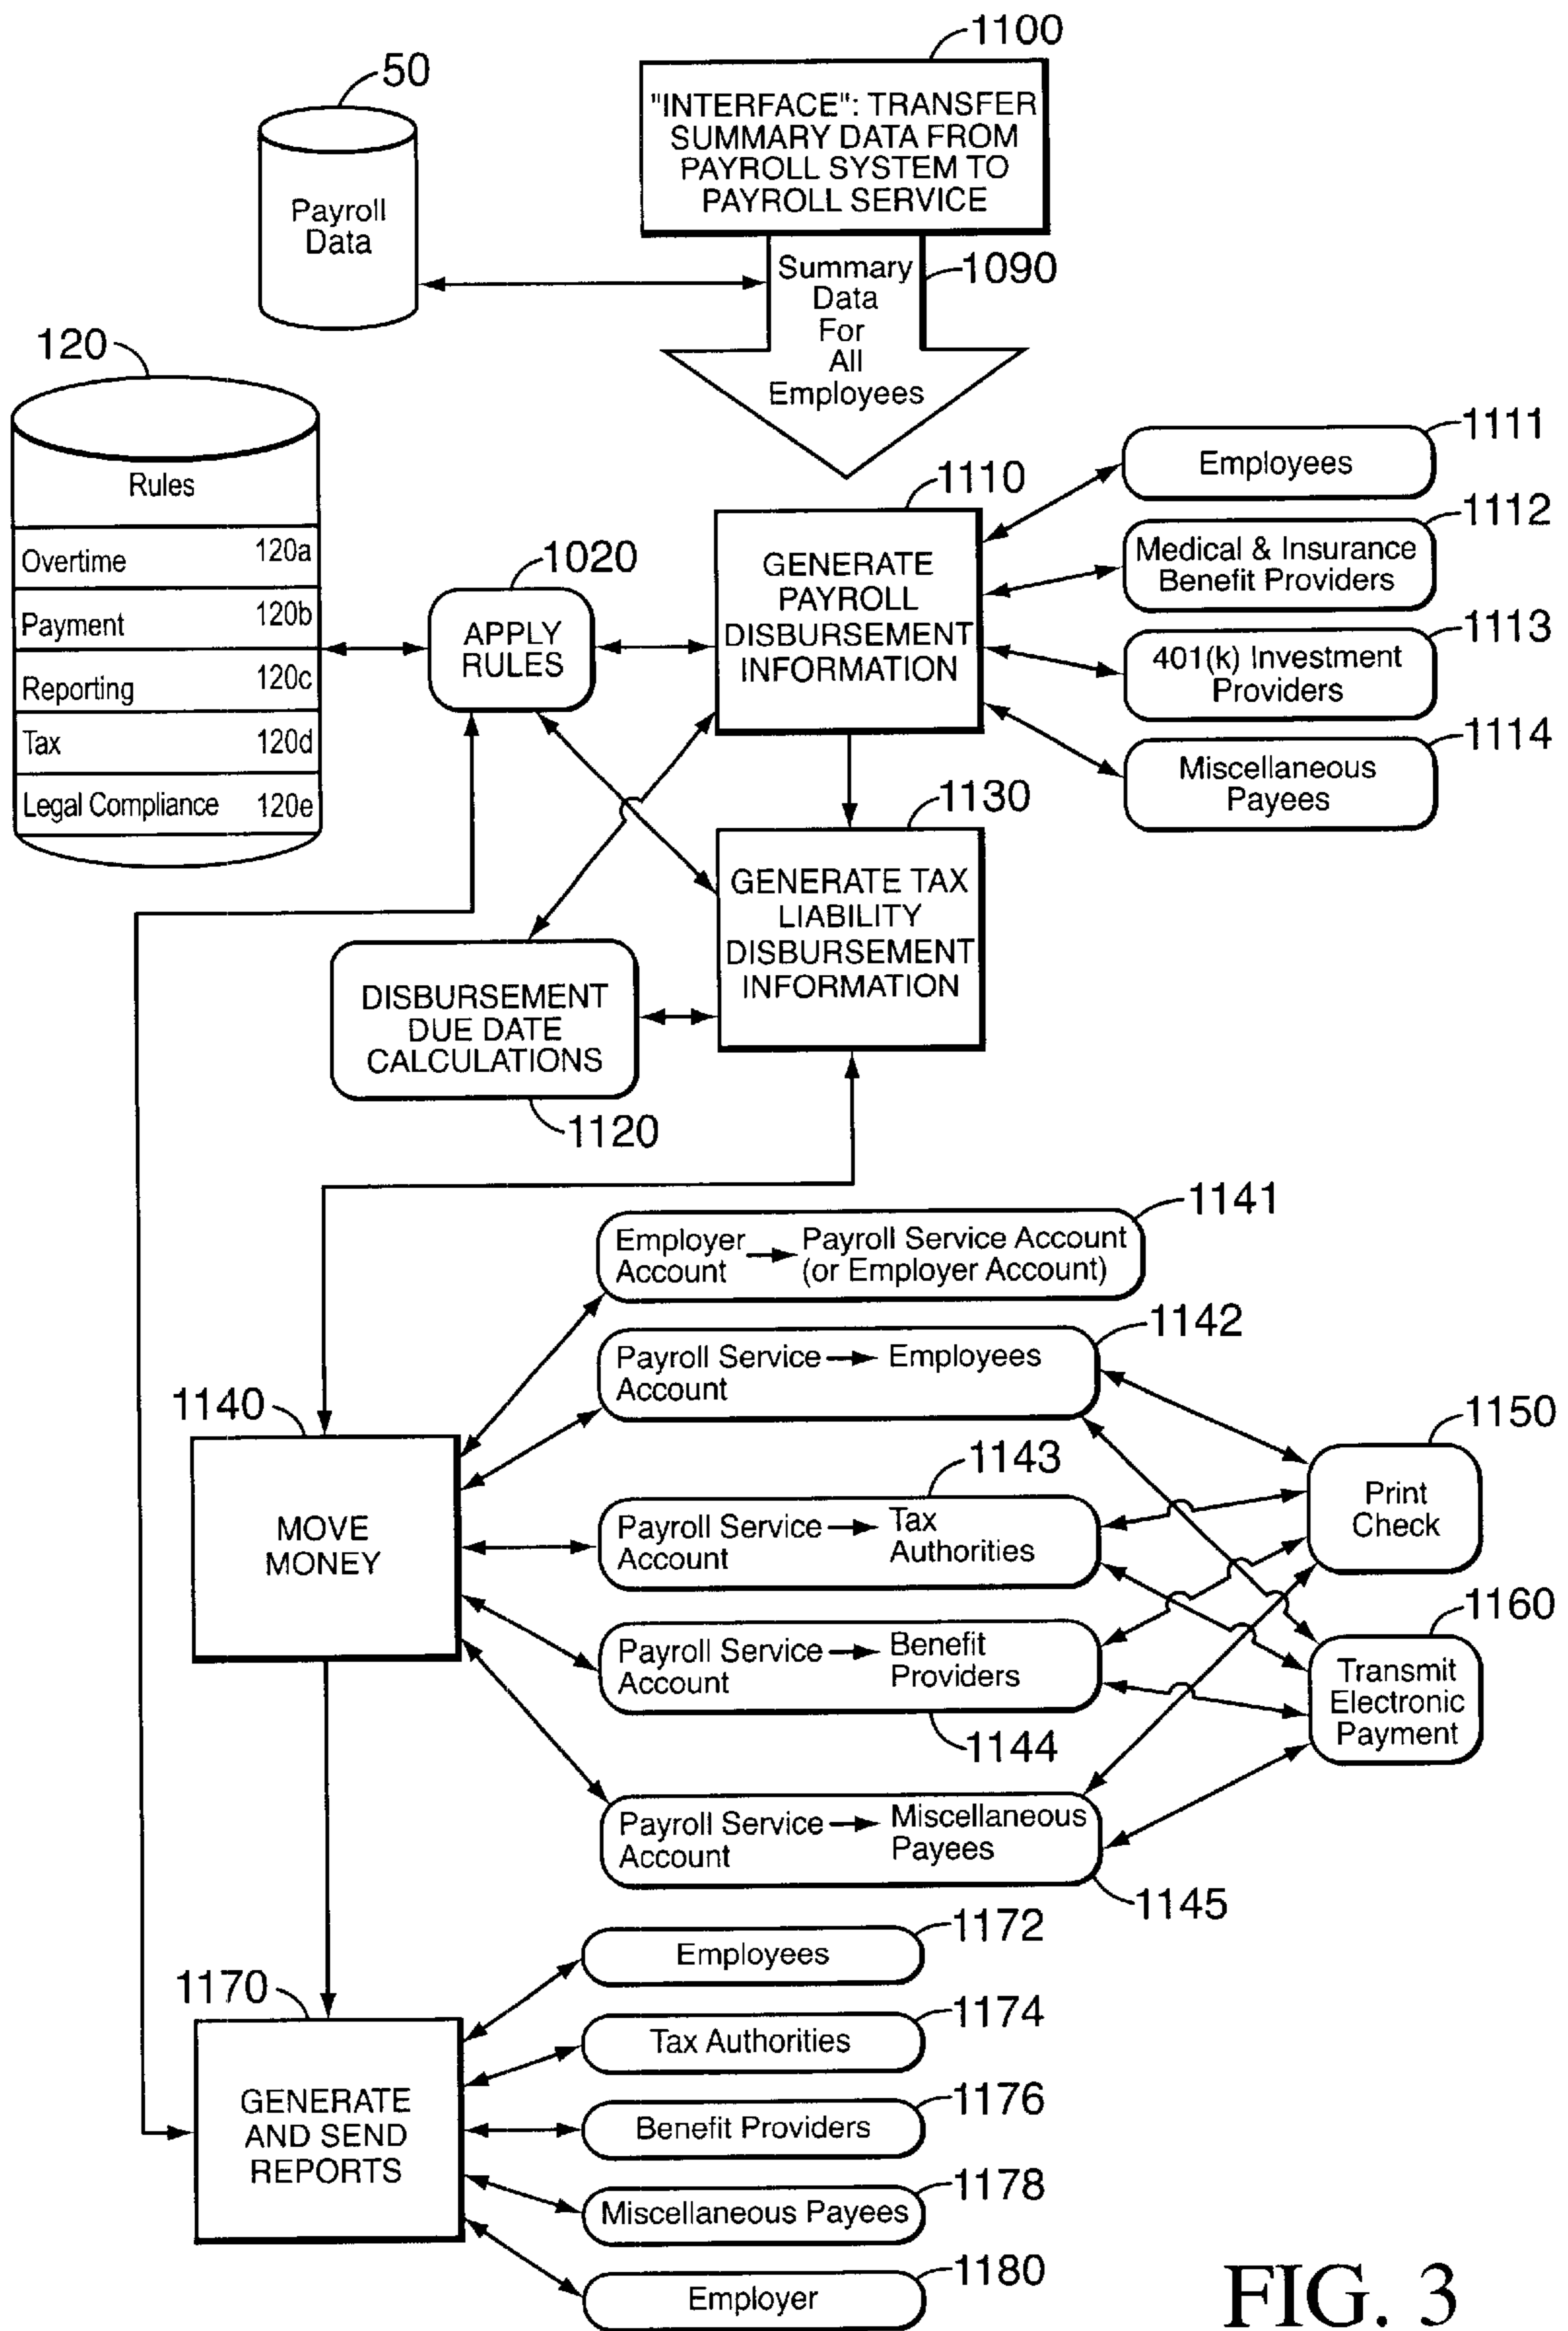 1100
50
"INTERFACE": TRANSFER
SUMMARY DATA FROM
PAYROLL SYSTEM TO
PAYROLL SERVICE
Payroll
Data
Summary
Data
For
All
Employees
1090
120
Rules
Overtime 120a
Payment 120b
Reporting 120c
Tax 120d
Legal Compliance 120e
1020
APPLY
RULES
1110
GENERATE
PAYROLL
DISBURSEMENT
INFORMATION
1111
Employees
1112
Medical & Insurance
Benefit Providers
1113
401(k) Investment
Providers
1114
Miscellaneous
Payees
1130
GENERATE TAX
LIABILITY
DISBURSEMENT
INFORMATION
DISBURSEMENT
DUE DATE
CALCULATIONS
1120
1141
Employer Payroll Service Account
Account (or Employer Account)
1142
Payroll Service Employees
Account
1140
MOVE
MONEY
1143
Payroll Service Tax
Account Authorities
Payroll Service Benefit
Account Providers
1144
Payroll Service Miscellaneous
Account Payees
1145
1150
Print
Check
1160
Transmit
Electronic
Payment
1170
GENERATE
AND SEND
REPORTS
1172
Employees
1174
Tax Authorities
1176
Benefit Providers
1178
Miscellaneous Payees
1180
Employer
FIG. 3